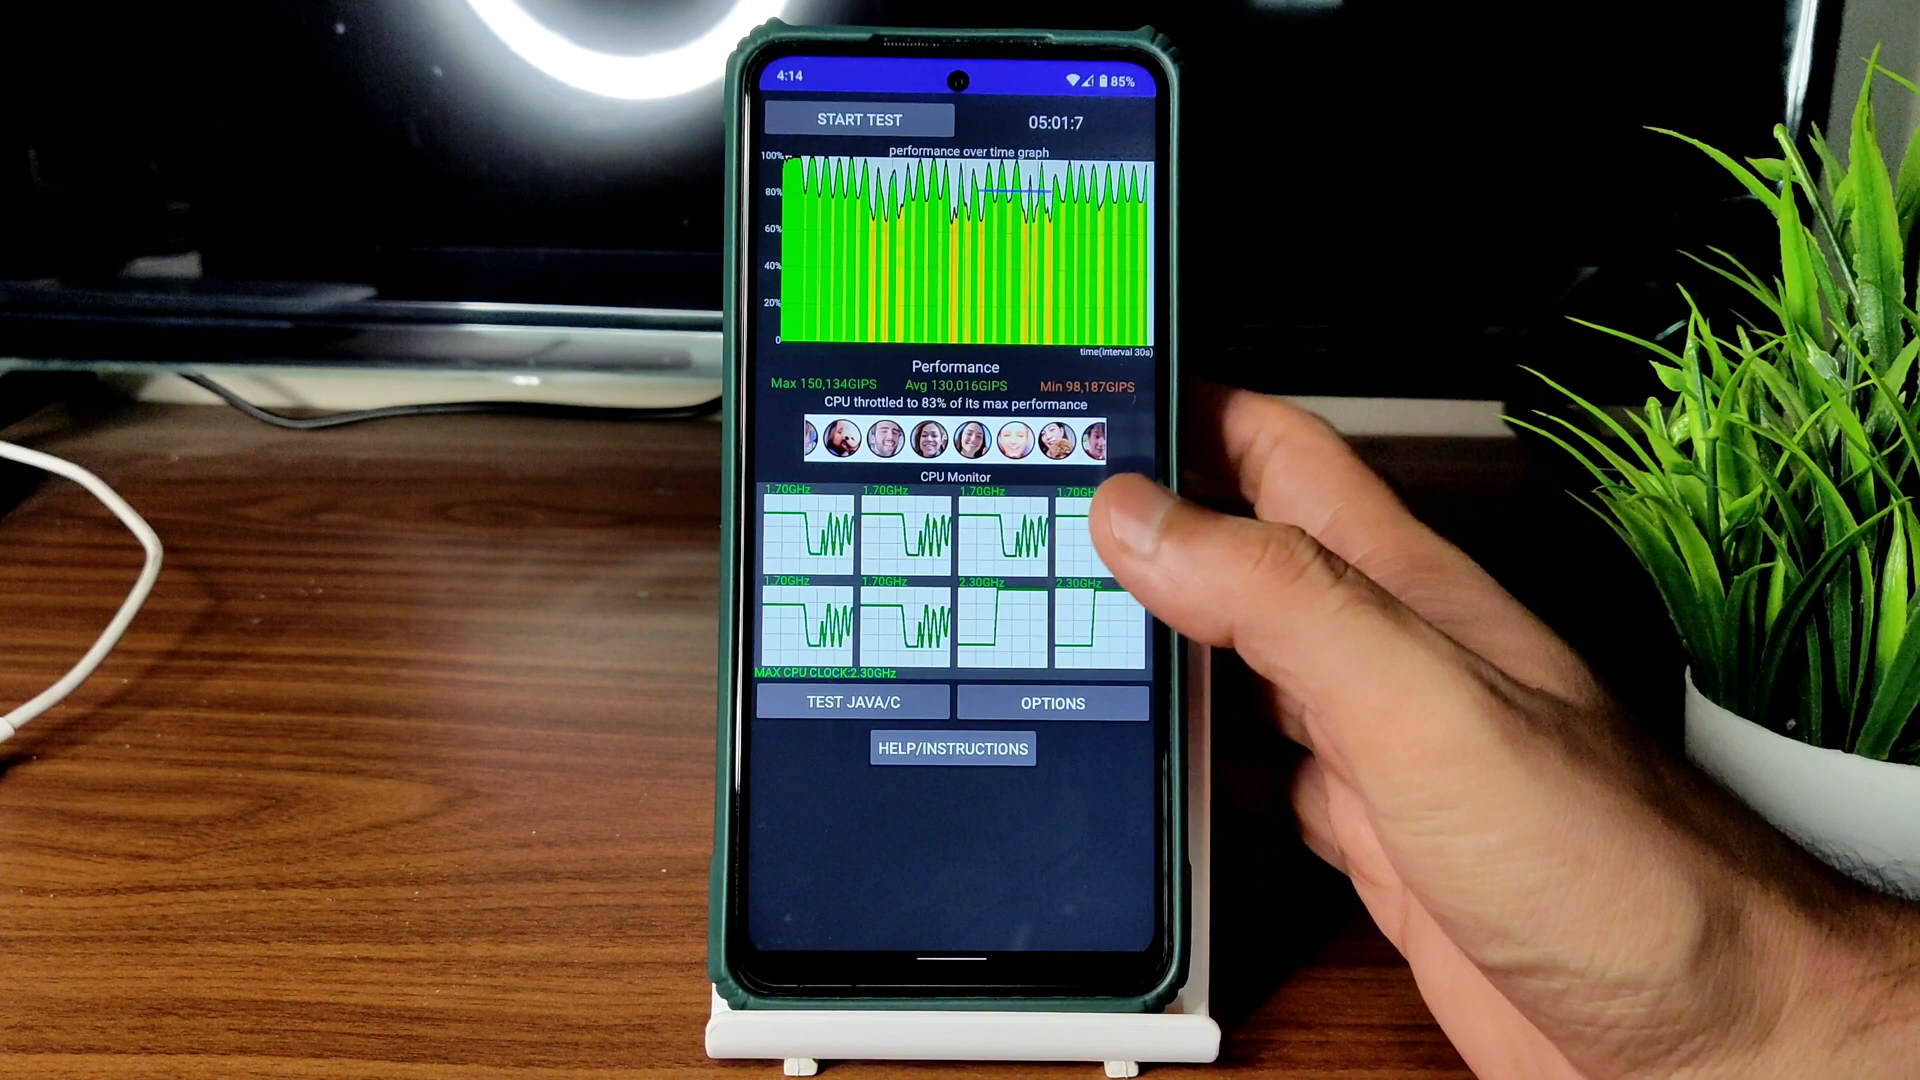 4:14
85%
START TEST
05:01:7
performance over time graph
100%
80%
60%
40%
20%
0
time(interval 30s)
Performance
Max 150,134GIPS Avg 130,016GIPS Min 98,187GIPS
CPU throttled to 83% of its max performance
CPU Monitor
1.70GHz 1.70GHz 1.70GHz 1.70GH
1.70GHz 1.70GHz 2.30GHz 2.30GHz
MAX CPU CLOCK:2.30GHz
TEST JAVA/C
OPTIONS
HELP/INSTRUCTIONS